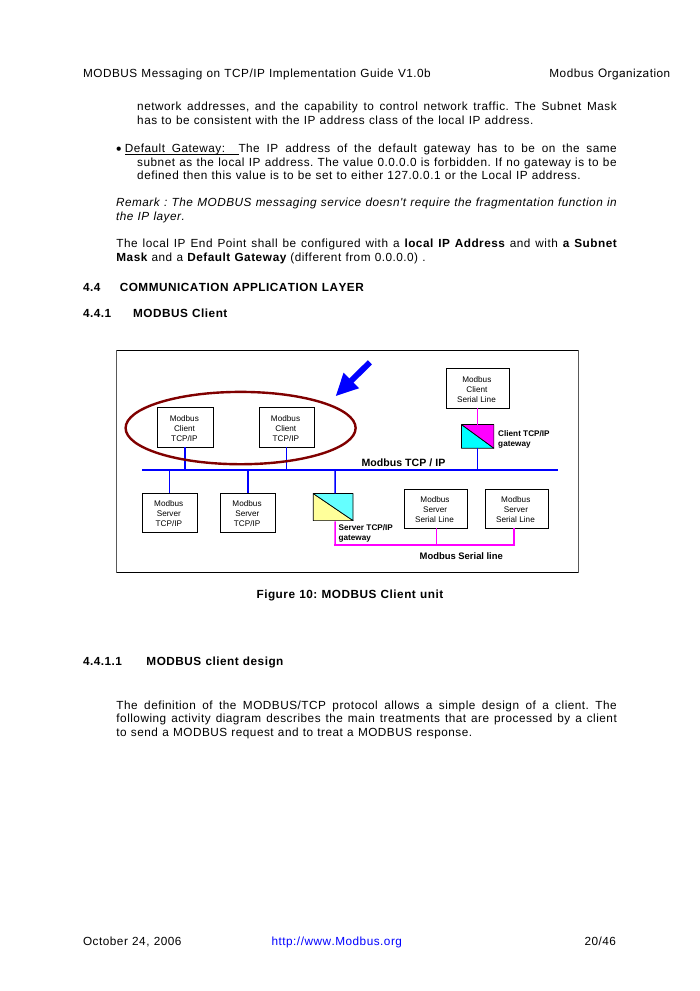 MODBUS Messaging on TCP/IP Implementation Guide V1.0b Modbus Organization
network addresses, and the capability to control network traffic. The Subnet Mask
has to be consistent with the IP address class of the local IP address.
• Default Gateway: The IP address of the default gateway has to be on the same
subnet as the local IP address. The value 0.0.0.0 is forbidden. If no gateway is to be
defined then this value is to be set to either 127.0.0.1 or the Local IP address.
Remark : The MODBUS messaging service doesn't require the fragmentation function in
the IP layer.
The local IP End Point shall be configured with a local IP Address and with a Subnet
Mask and a Default Gateway (different from 0.0.0.0) .
4.4 COMMUNICATION APPLICATION LAYER
4.4.1 MODBUS Client
Modbus
Client
Serial Line
Modbus
Client
TCP/IP
Modbus
Client
TCP/IP
Client TCP/IP
gateway
Modbus TCP / IP
Modbus
Server
TCP/IP
Modbus
Server
TCP/IP
Server TCP/IP
gateway
Modbus
Server
Serial Line
Modbus
Server
Serial Line
Modbus Serial line
Figure 10: MODBUS Client unit
4.4.1.1 MODBUS client design
The definition of the MODBUS/TCP protocol allows a simple design of a client. The
following activity diagram describes the main treatments that are processed by a client
to send a MODBUS request and to treat a MODBUS response.
October 24, 2006 http://www.Modbus.org 20/46